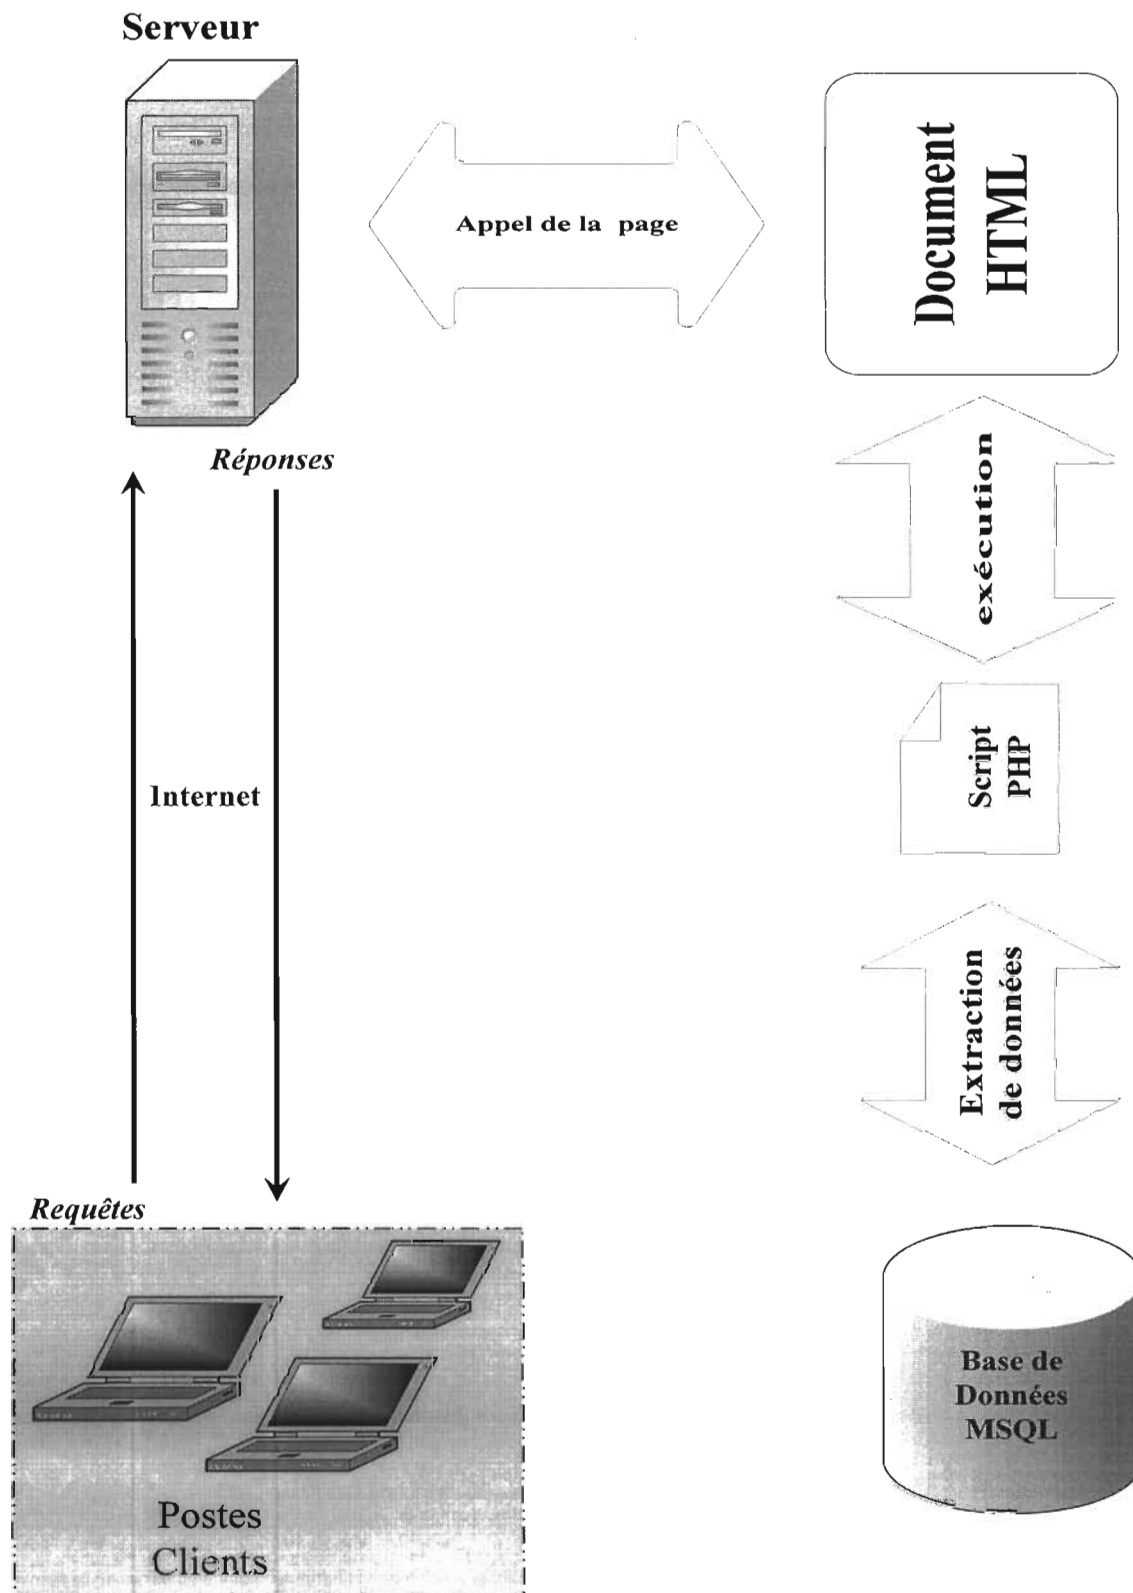 Serveur
Appel de la page
Document
HTML
Réponses
exécution
Script
PHP
Internet
Extraction
de données
Requêtes
Base de
Données
MSQL
Postes
Clients